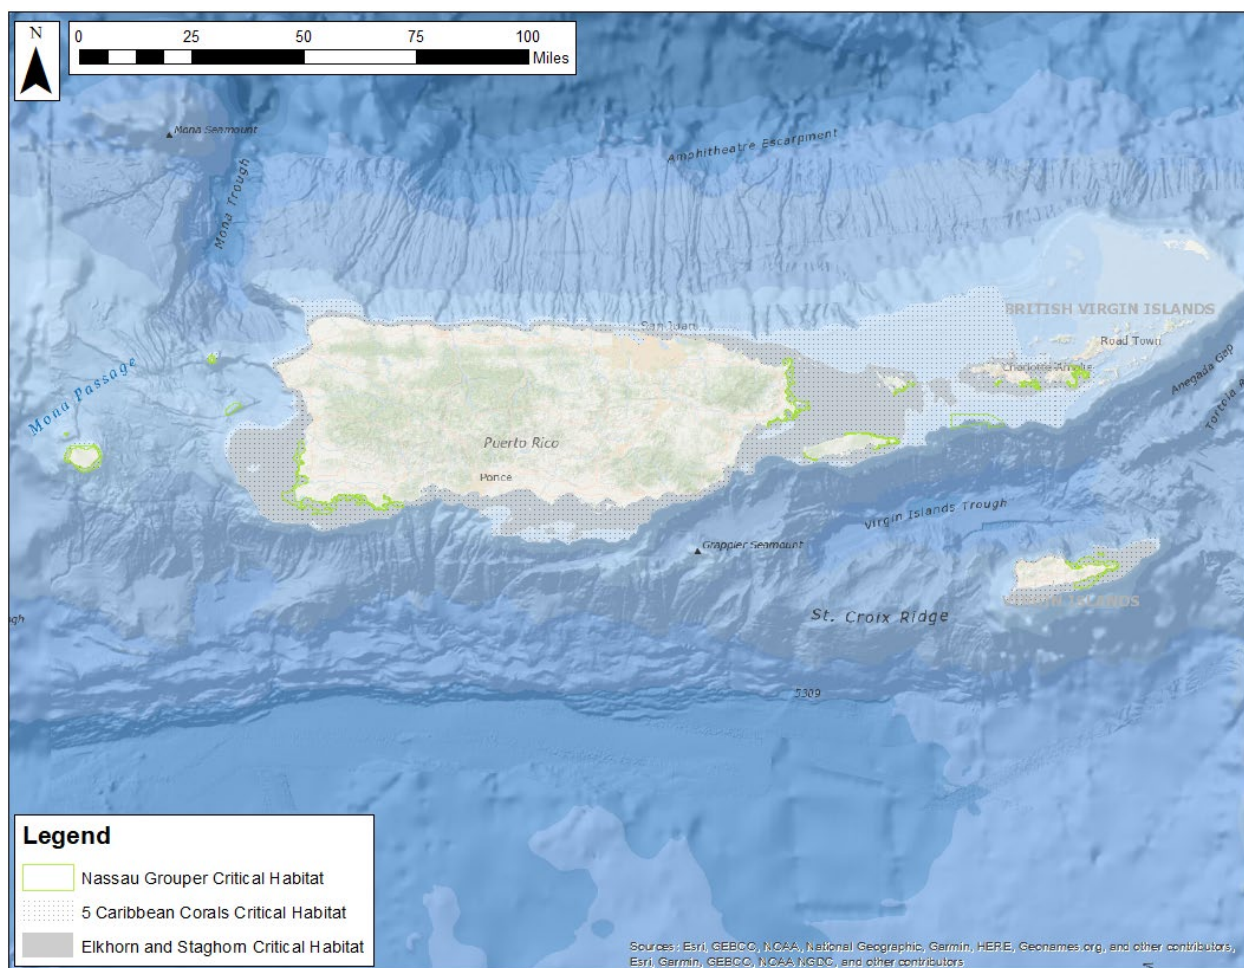 N
0 25 50 75 100
Miles
Mona Seamount
Amphitheatre Escarpment
Mona Trough
BRITISH VIRGIN ISLANDS
San Juan
Road Town
Charlotte Amalie
Anegada Gap
Mona Passage
Puerto Rico
Ponce
Virgin Islands Trough
Grappler Seamount
VIRGIN ISLANDS
St. Croix Ridge
5309
Legend
Nassau Grouper Critical Habitat
5 Caribbean Corals Critical Habitat
Elkhorn and Staghorn Critical Habitat
Sources: Esri, GEBCO, NOAA, National Geographic, Garmin, HERE, Geonames.org, and other contributors,
Esri, Garmin, GEBCO, NOAA NGDC, and other contributors